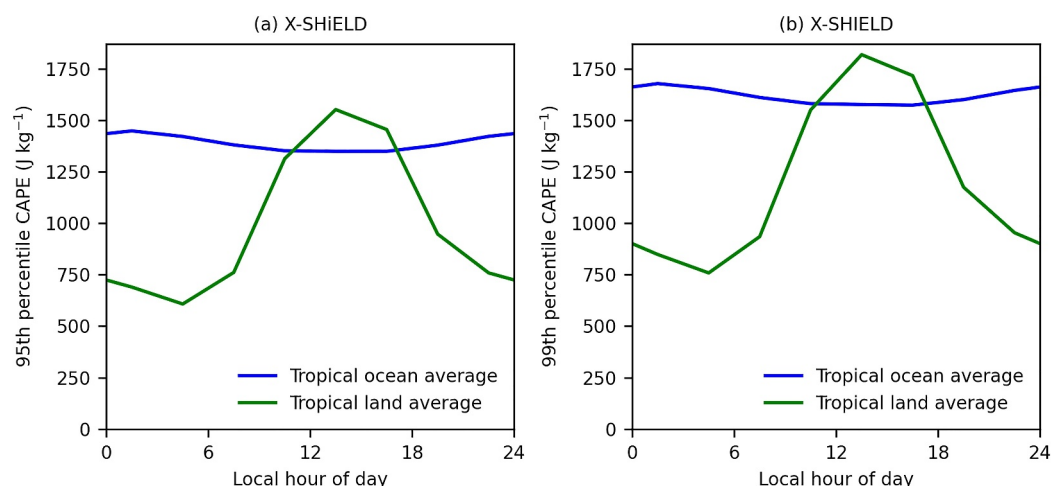 (a) X-SHiELD
95th percentile CAPE (J kg⁻¹)
1750
1500
1250
1000
750
500
250
0
Tropical ocean average
Tropical land average
0 6 12 18 24
Local hour of day
(b) X-SHIELD
99th percentile CAPE (J kg⁻¹)
1750
1500
1250
1000
750
500
250
0
Tropical ocean average
Tropical land average
0 6 12 18 24
Local hour of day